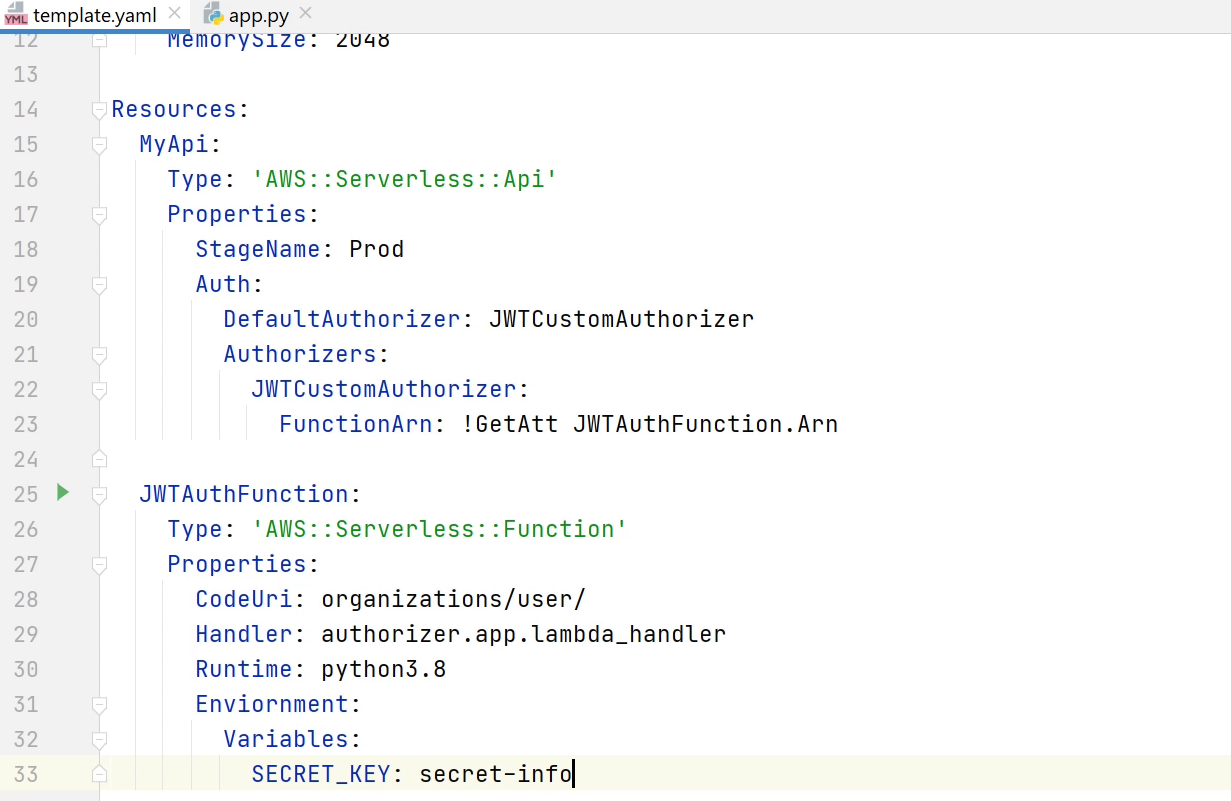 YML template.yaml app.py
12 MemorySize: 2048
13
14 Resources:
15 MyApi:
16 Type: 'AWS::Serverless::Api'
17 Properties:
18 StageName: Prod
19 Auth:
20 DefaultAuthorizer: JWTCustomAuthorizer
21 Authorizers:
22 JWTCustomAuthorizer:
23 FunctionArn: !GetAtt JWTAuthFunction.Arn
24
25 JWTAuthFunction:
26 Type: 'AWS::Serverless::Function'
27 Properties:
28 CodeUri: organizations/user/
29 Handler: authorizer.app.lambda_handler
30 Runtime: python3.8
31 Enviornment:
32 Variables:
33 SECRET_KEY: secret-info